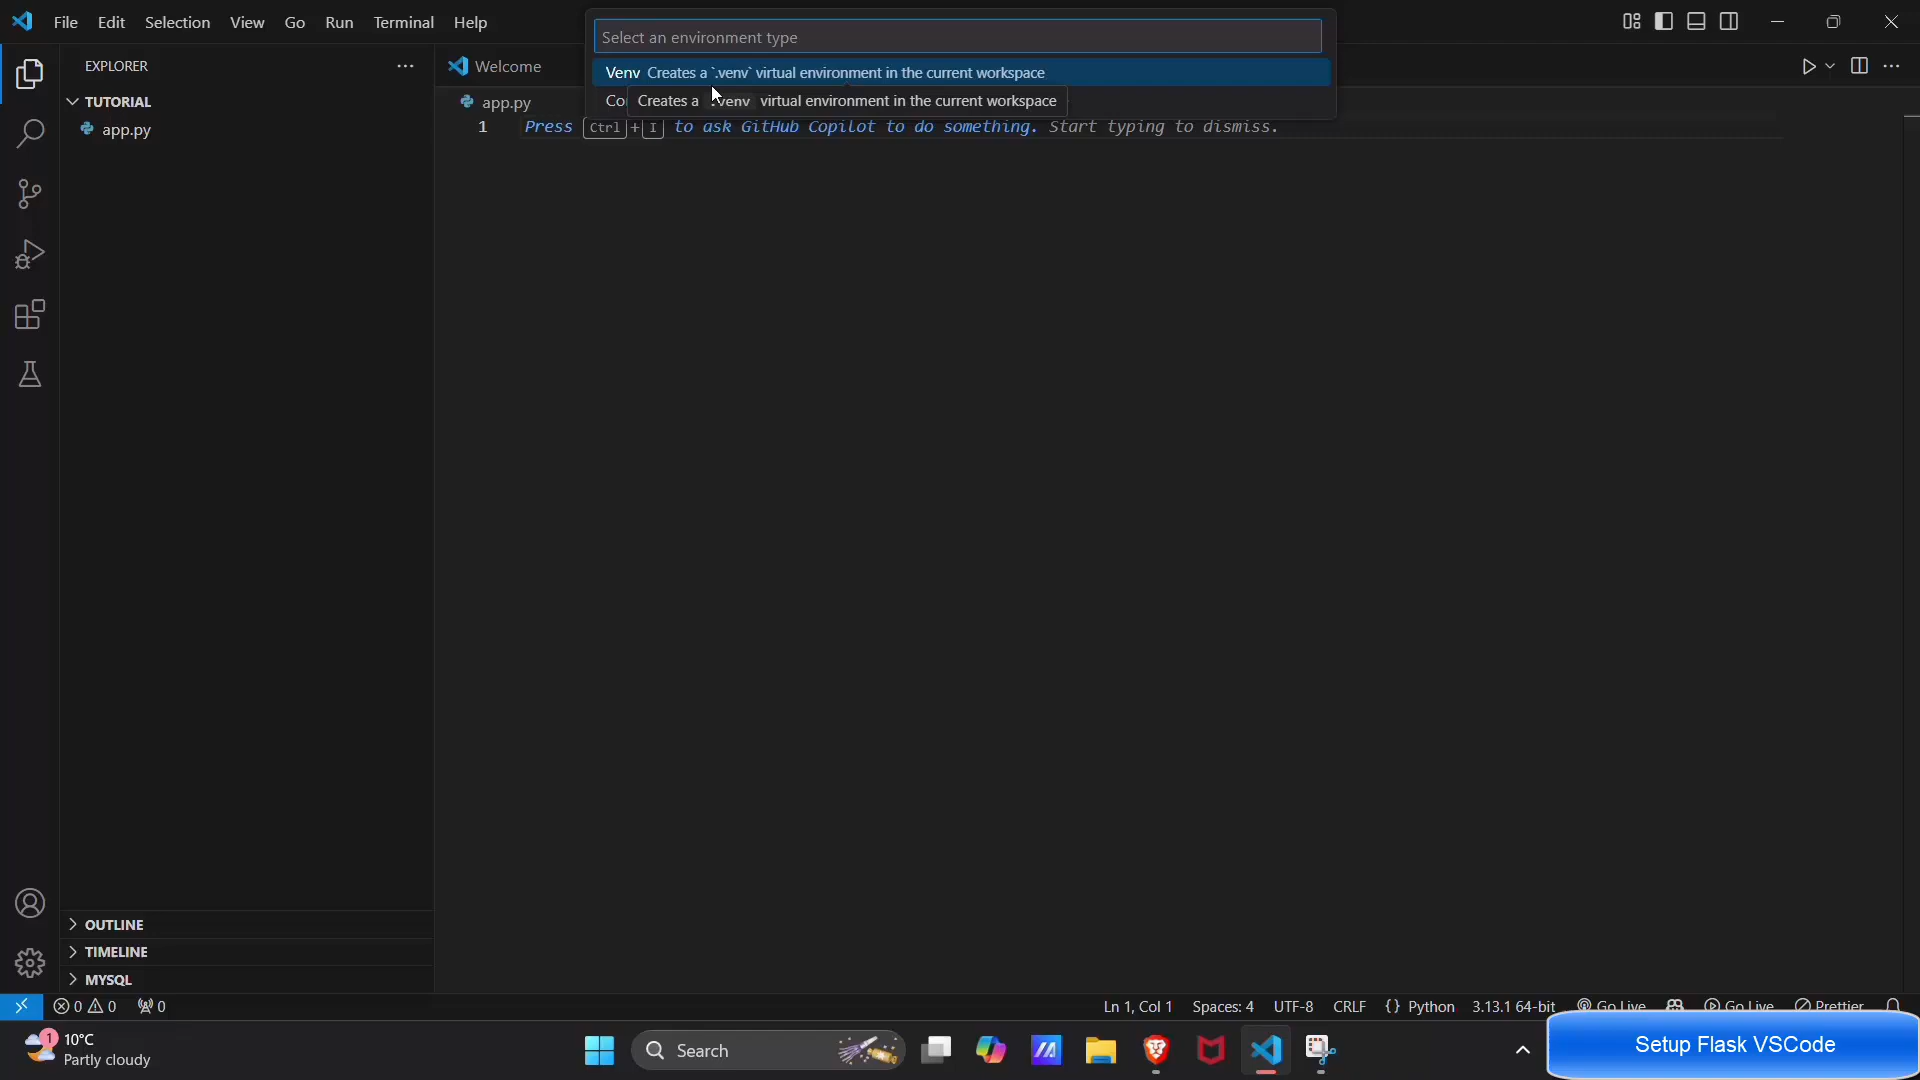 File Edit Selection View Go Run Terminal Help
Select an environment type
Venv Creates a `.venv` virtual environment in the current workspace
Creates a .venv virtual environment in the current workspace
EXPLORER
TUTORIAL
app.py
Welcome
app.py
1 Press Ctrl + I to ask GitHub Copilot to do something. Start typing to dismiss.
OUTLINE
TIMELINE
MYSQL
0 0 0
Ln 1, Col 1 Spaces: 4 UTF-8 CRLF {} Python 3.13.1 64-bit Go Live Go Live Prettier
1 10°C
Partly cloudy
Search
Setup Flask VSCode